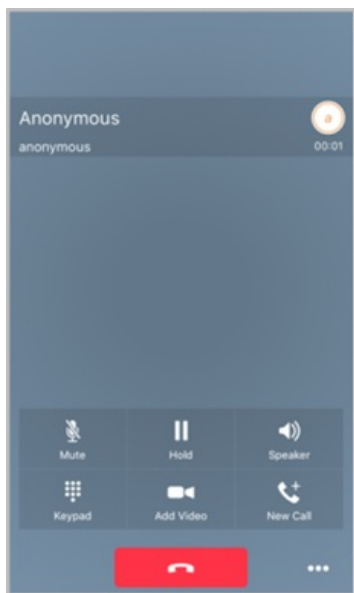 Anonymous
a
anonymous 00:01
Mute Hold Speaker
Keypad Add Video New Call